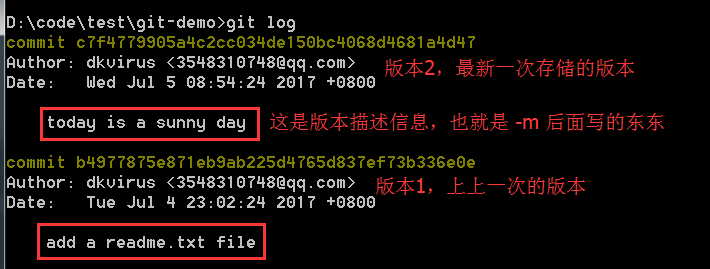 D:\code\test\git-demo>git log
commit c7f4779905a4c2cc034de150bc4068d4681a4d47
Author: dkvirus <3548310748@qq.com> 版本2，最新一次存储的版本
Date:   Wed Jul 5 08:54:24 2017 +0800
today is a sunny day 这是版本描述信息，也就是 -m 后面写的东东
commit b4977875e871eb9ab225d4765d837ef73b336e0e
Author: dkvirus <3548310748@qq.com> 版本1，上上一次的版本
Date:   Tue Jul 4 23:02:24 2017 +0800
add a readme.txt file